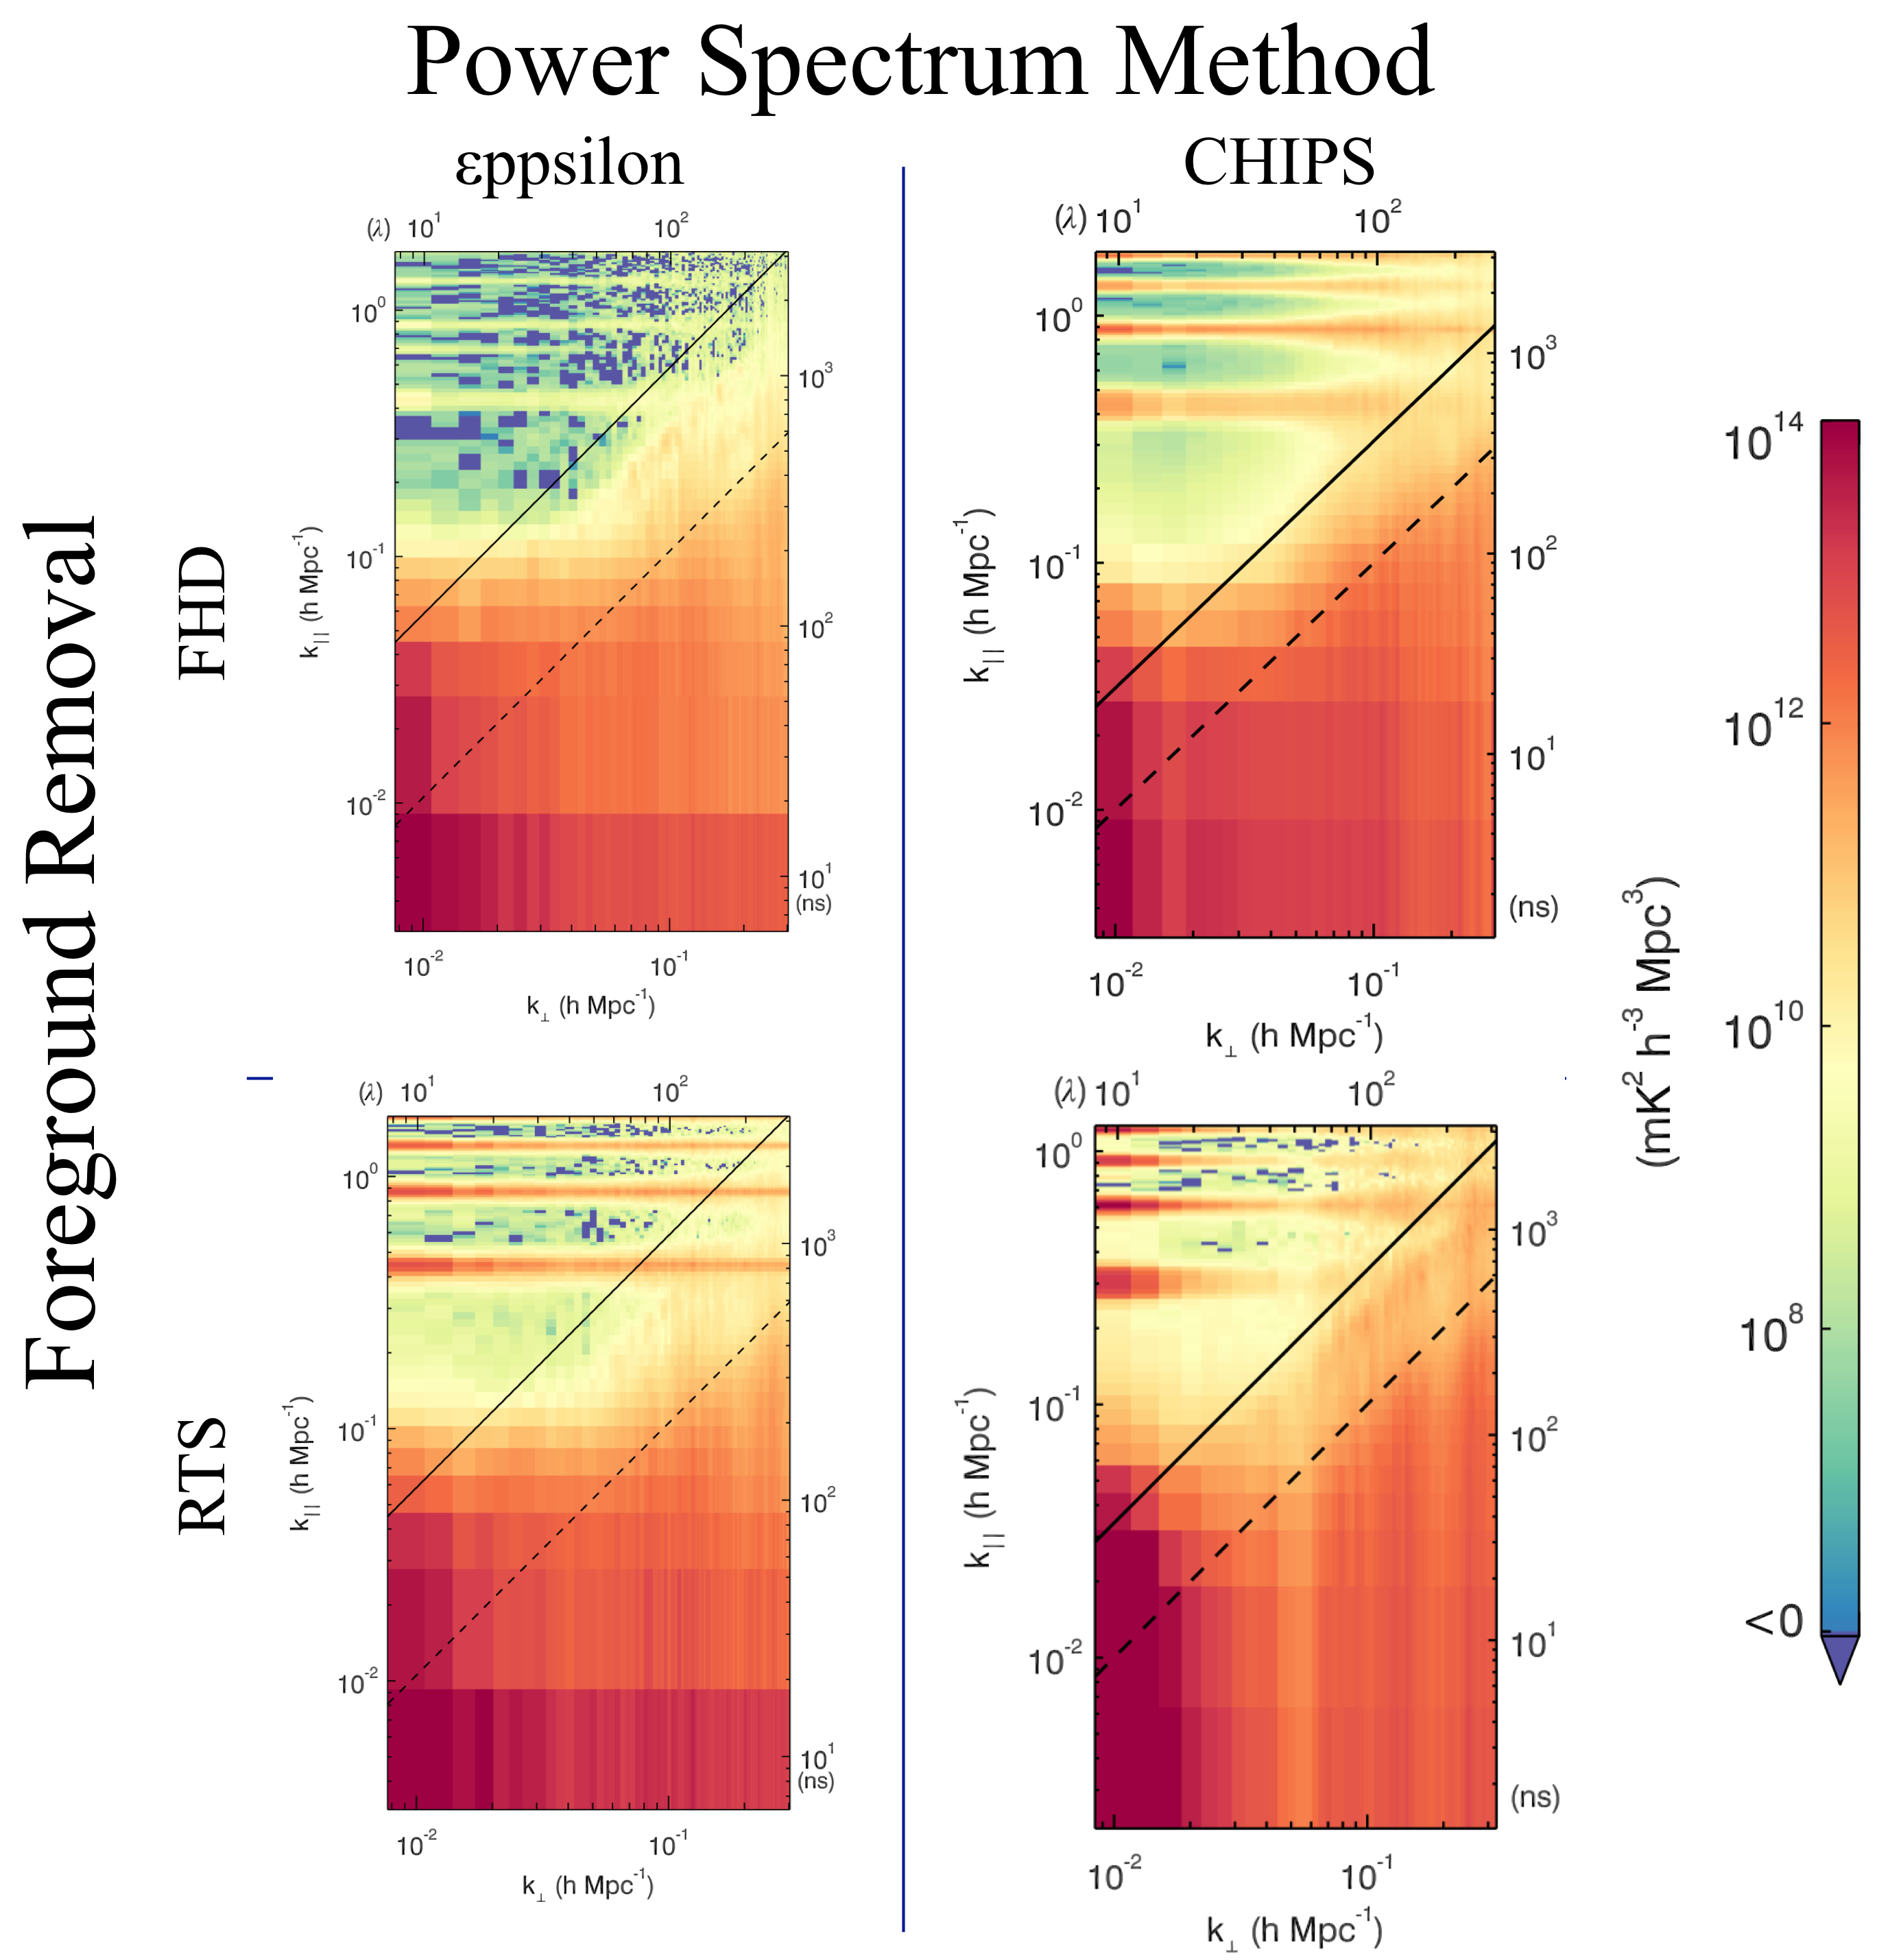 Power Spectrum Method
εppsilon
CHIPS
Foreground Removal
FHD
RTS
(λ) 10¹ 10²
10⁰
10⁻¹
10⁻²
k|| (h Mpc⁻¹)
10³
10²
10¹
(ns)
10⁻² 10⁻¹
k⊥ (h Mpc⁻¹)
(λ) 10¹ 10²
10⁰
10⁻¹
10⁻²
k|| (h Mpc⁻¹)
10³
10²
10¹
(ns)
10⁻² 10⁻¹
k⊥ (h Mpc⁻¹)
(λ) 10¹ 10²
10⁰
10⁻¹
10⁻²
k|| (h Mpc⁻¹)
10³
10²
10¹
(ns)
10⁻² 10⁻¹
k⊥ (h Mpc⁻¹)
(λ) 10¹ 10²
10⁰
10⁻¹
10⁻²
k|| (h Mpc⁻¹)
10³
10²
10¹
(ns)
10⁻² 10⁻¹
k⊥ (h Mpc⁻¹)
10¹⁴
10¹²
10¹⁰
10⁸
<0
(mK² h⁻³ Mpc³)